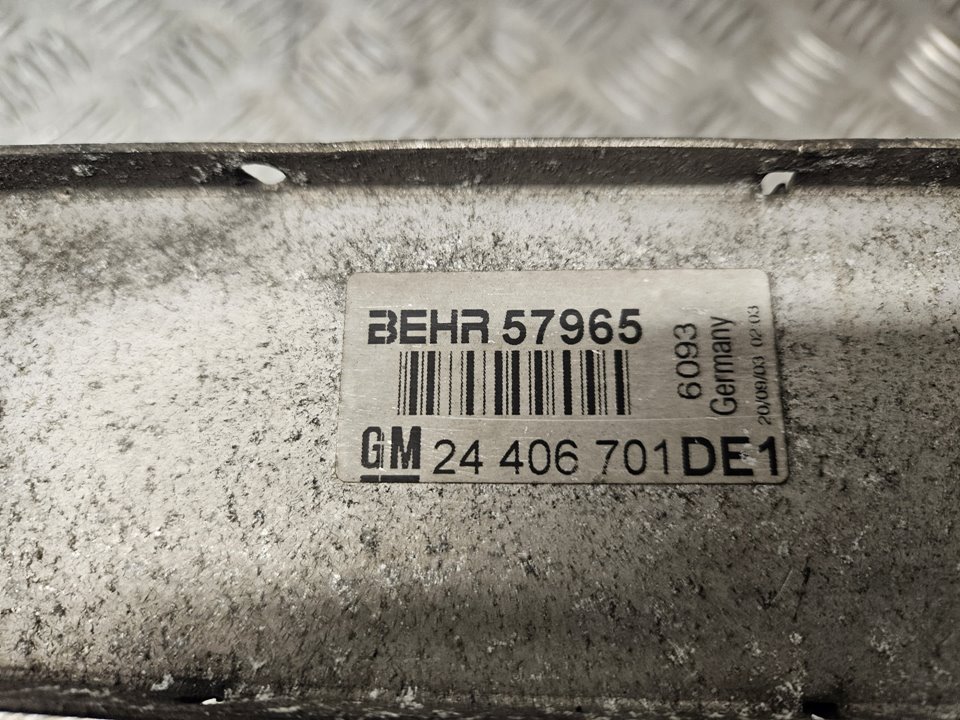 BEHR 57965
GM 24 406 701 DE1
6093
Germany
20/09/03 02:03